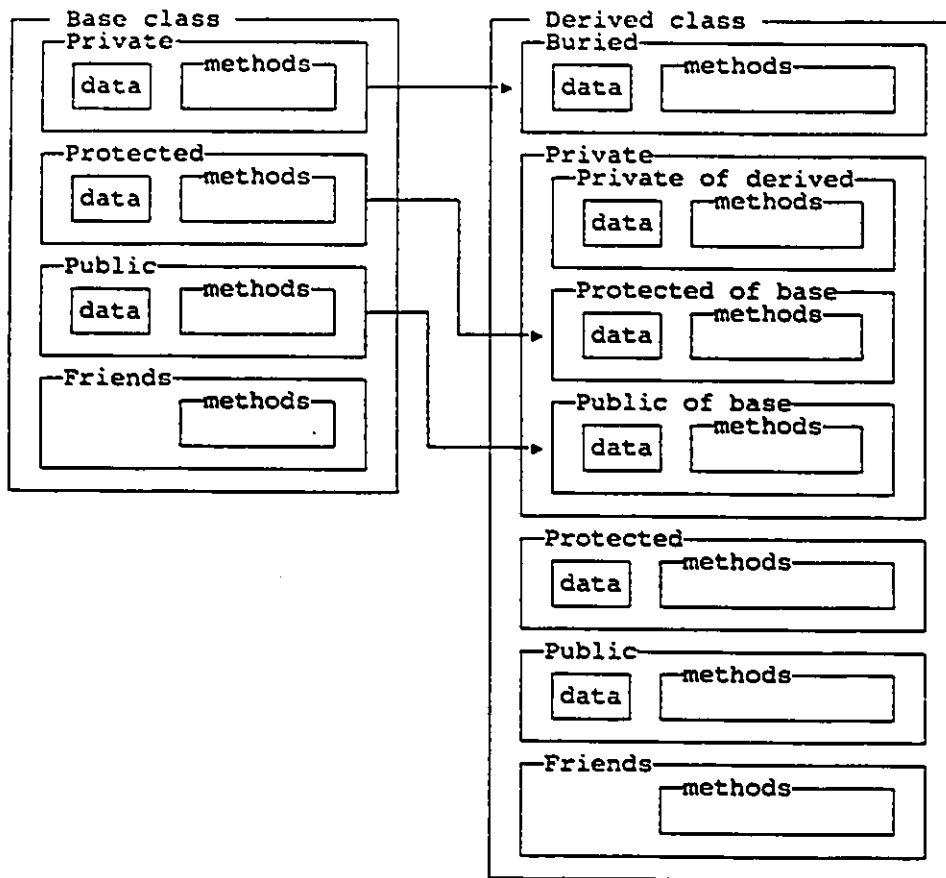 Base class
Private
methods
data
Protected
methods
data
Public
methods
data
Friends
methods
Derived class
Buried
methods
data
Private
Private of derived
methods
data
Protected of base
methods
data
Public of base
methods
data
Protected
methods
data
Public
methods
data
Friends
methods